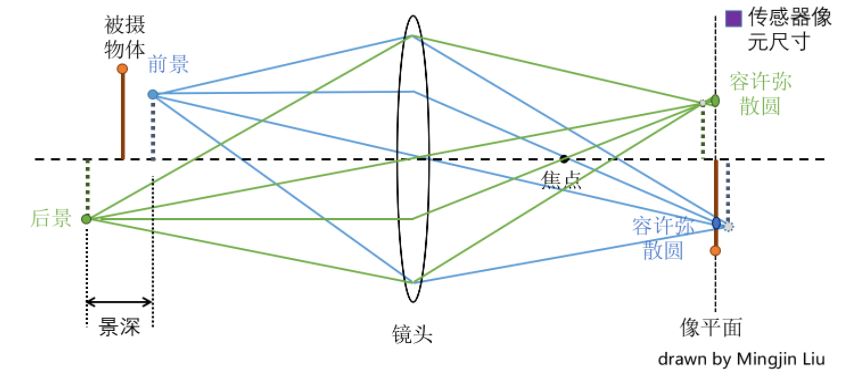 被摄
物体
前景
传感器像
元尺寸
容许弥
散圆
焦点
后景
容许弥
散圆
景深
镜头
像平面
drawn by Mingjin Liu